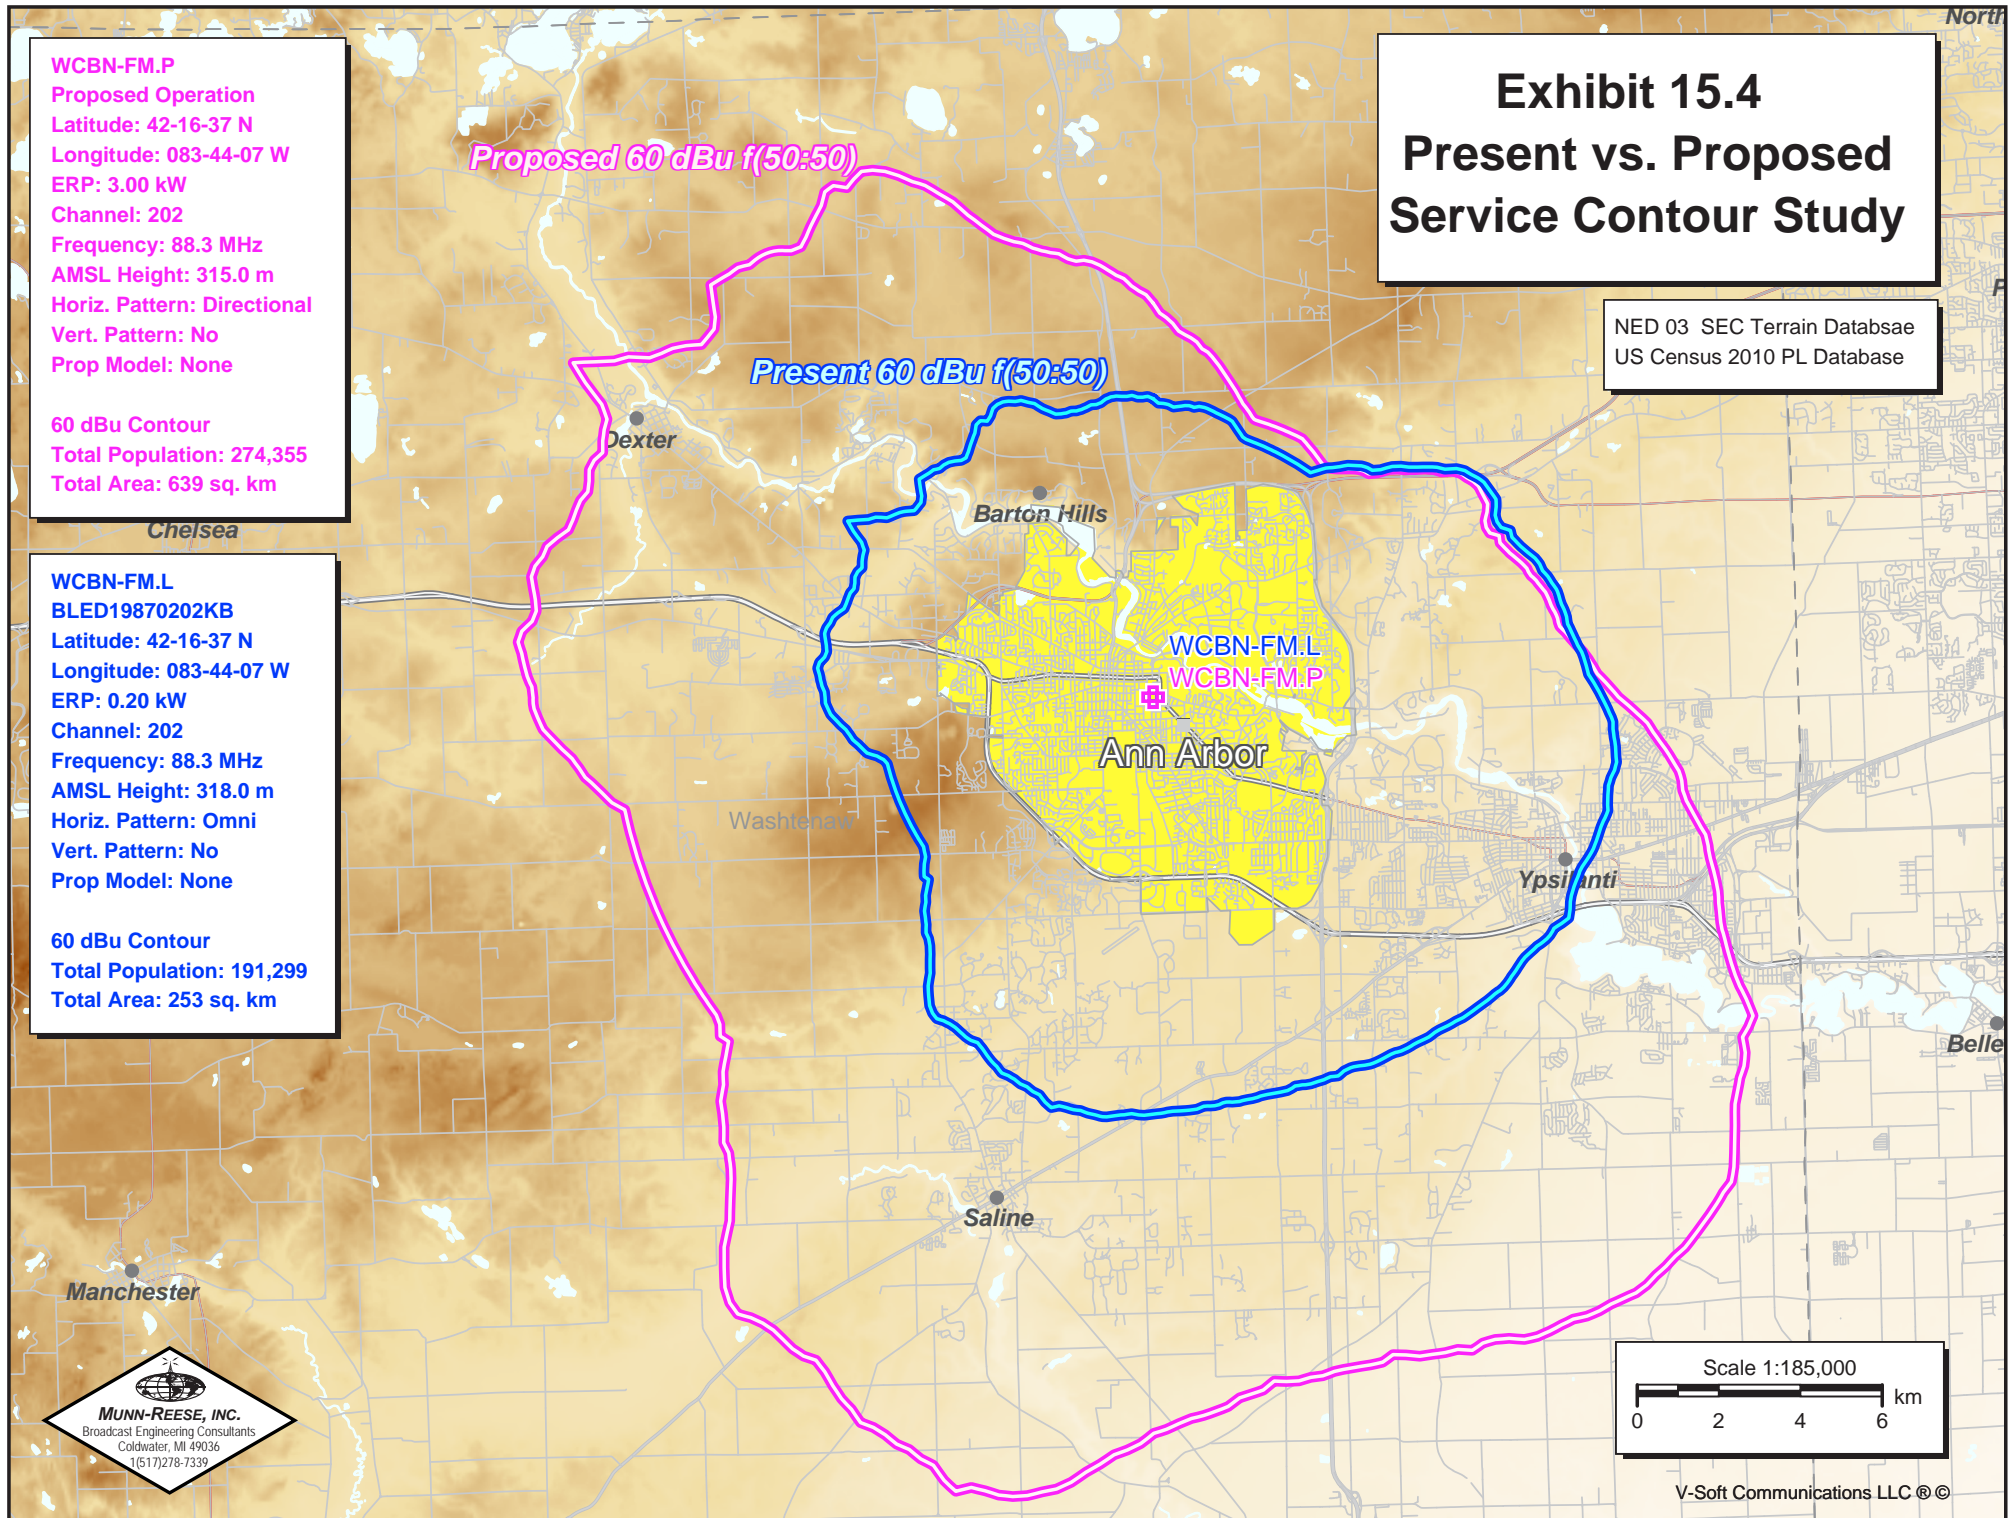 North
WCBN-FM.P
Proposed Operation
Latitude: 42-16-37 N
Longitude: 083-44-07 W
ERP: 3.00 kW
Channel: 202
Frequency: 88.3 MHz
AMSL Height: 315.0 m
Horiz. Pattern: Directional
Vert. Pattern: No
Prop Model: None
60 dBu Contour
Total Population: 274,355
Total Area: 639 sq. km
Exhibit 15.4
Present vs. Proposed
Service Contour Study
P
NED 03  SEC Terrain Databsae
US Census 2010 PL Database
Proposed 60 dBu f(50:50)
Present 60 dBu f(50:50)
Dexter
Barton Hills
Chelsea
WCBN-FM.L
BLED19870202KB
Latitude: 42-16-37 N
Longitude: 083-44-07 W
ERP: 0.20 kW
Channel: 202
Frequency: 88.3 MHz
AMSL Height: 318.0 m
Horiz. Pattern: Omni
Vert. Pattern: No
Prop Model: None
60 dBu Contour
Total Population: 191,299
Total Area: 253 sq. km
WCBN-FM.L
WCBN-FM.P
Ann Arbor
Washtenaw
Ypsilanti
Belle
Saline
Manchester
MUNN-REESE, INC.
Broadcast Engineering Consultants
Coldwater, MI 49036
1(517)278-7339
Scale 1:185,000
km
0 2 4 6
V-Soft Communications LLC ® ©